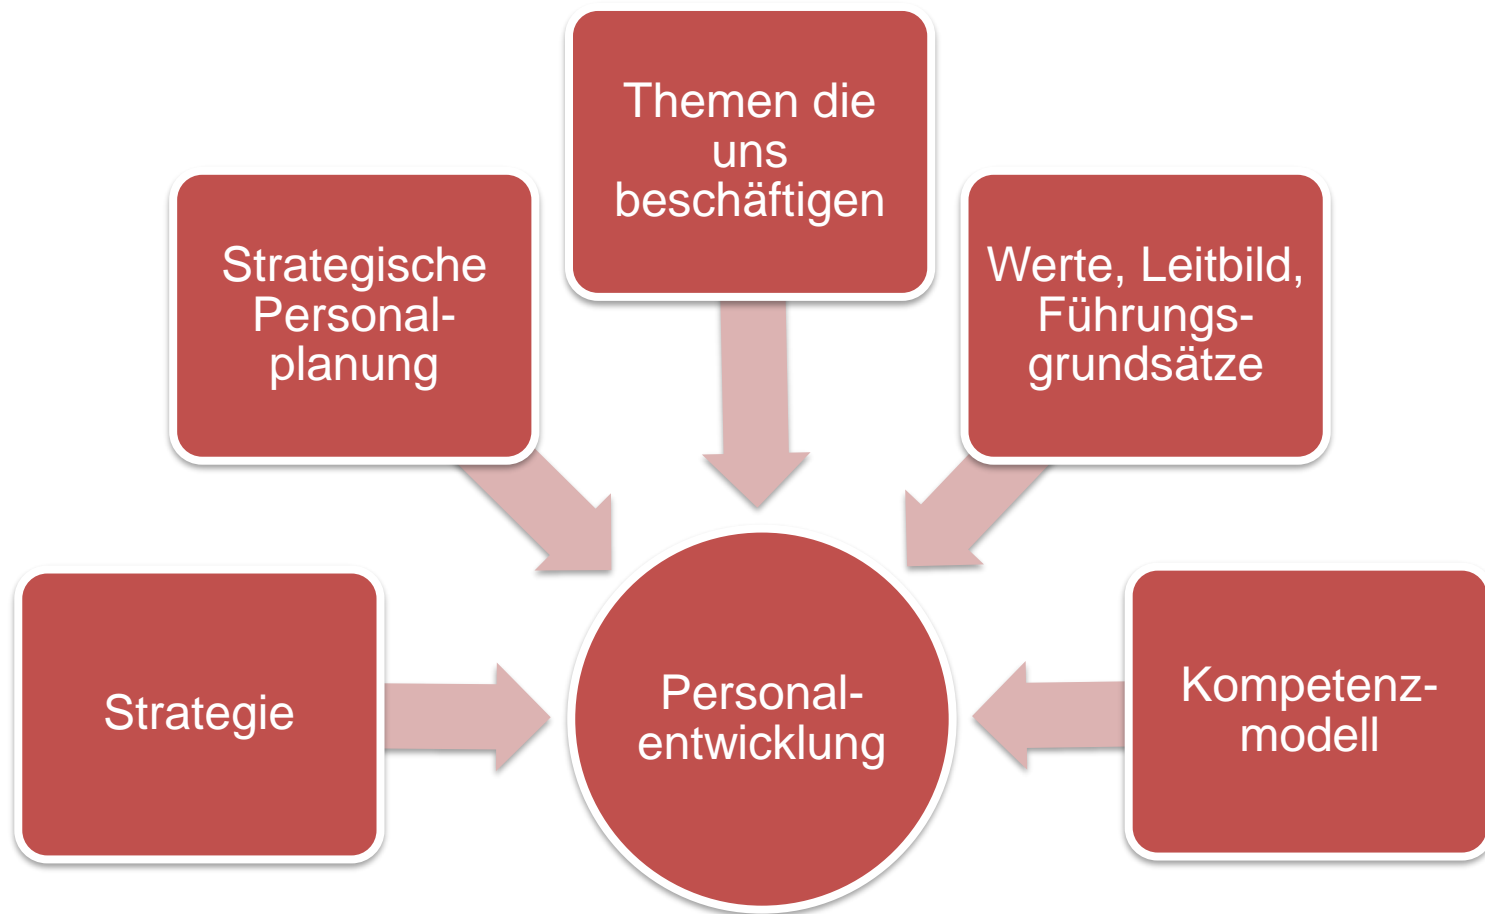 Themen die
uns
beschäftigen
Strategische
Personal-
planung
Werte, Leitbild,
Führungs-
grundsätze
Strategie
Personal-
entwicklung
Kompetenz-
modell